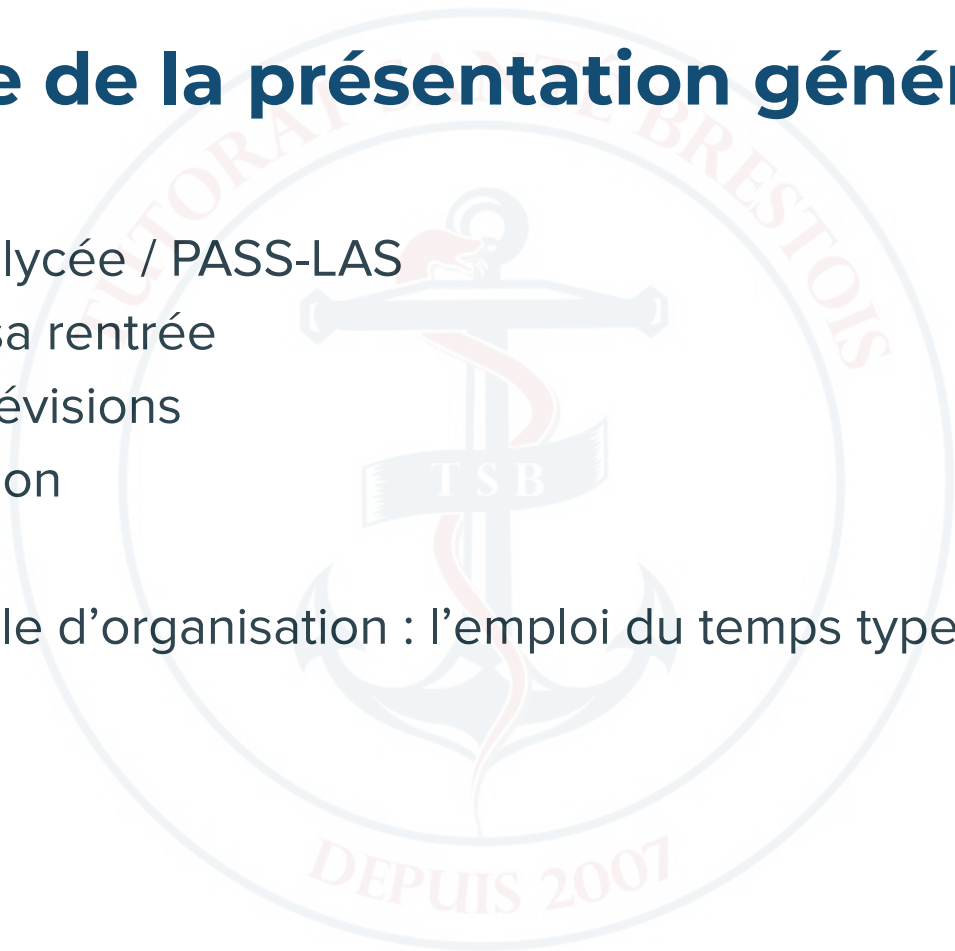 e de la présentation génér
lycée / PASS-LAS
sa rentrée
évisions
on
le d’organisation : l’emploi du temps type
TUTORAT SANTÉ BRESTOIS
TSB
DEPUIS 2007